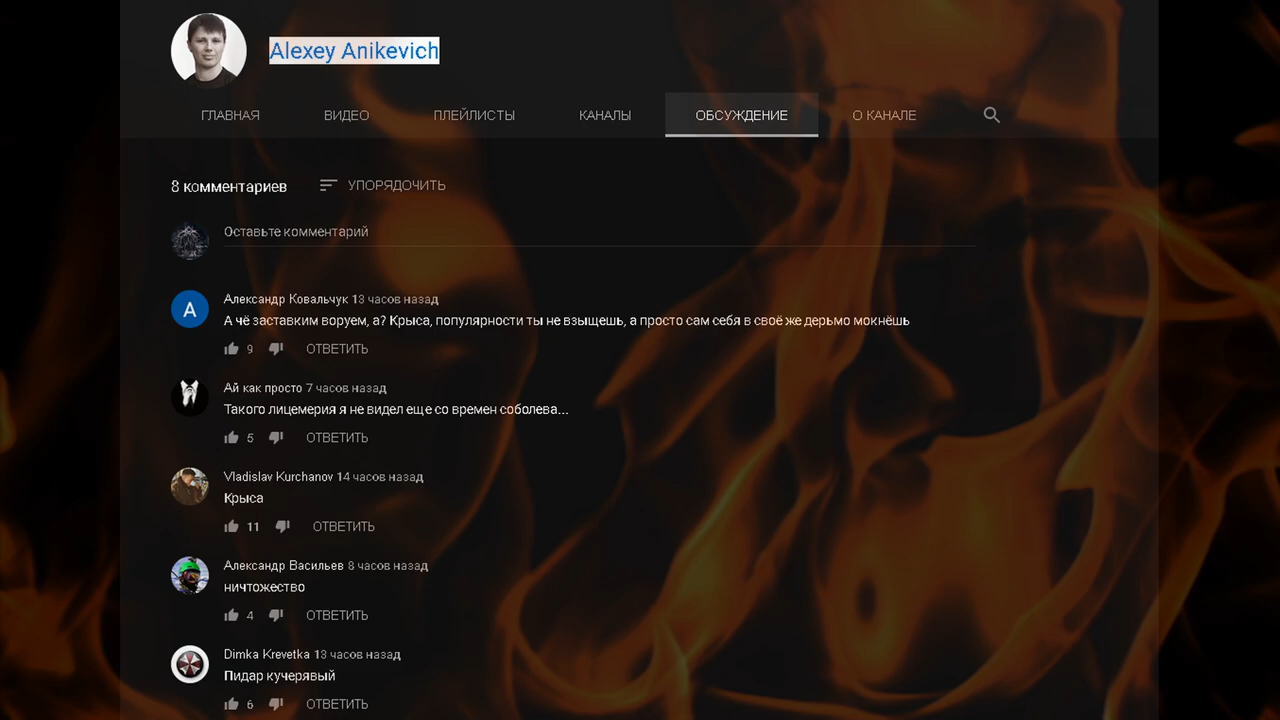 Alexey Anikevich
ГЛАВНАЯ ВИДЕО ПЛЕЙЛИСТЫ КАНАЛЫ ОБСУЖДЕНИЕ О КАНАЛЕ
8 комментариев УПОРЯДОЧИТЬ
Оставьте комментарий
А
Александр Ковальчук 13 часов назад
А чё заставким воруем, а? Крыса, популярности ты не взыщешь, а просто сам себя в своё же дерьмо мокнёшь
9 ОТВЕТИТЬ
Ай как просто 7 часов назад
Такого лицемерия я не видел еще со времен соболева...
5 ОТВЕТИТЬ
Vladislav Kurchanov 14 часов назад
Крыса
11 ОТВЕТИТЬ
Александр Васильев 8 часов назад
ничтожество
4 ОТВЕТИТЬ
Dimka Krevetka 13 часов назад
Пидар кучерявый
6 ОТВЕТИТЬ